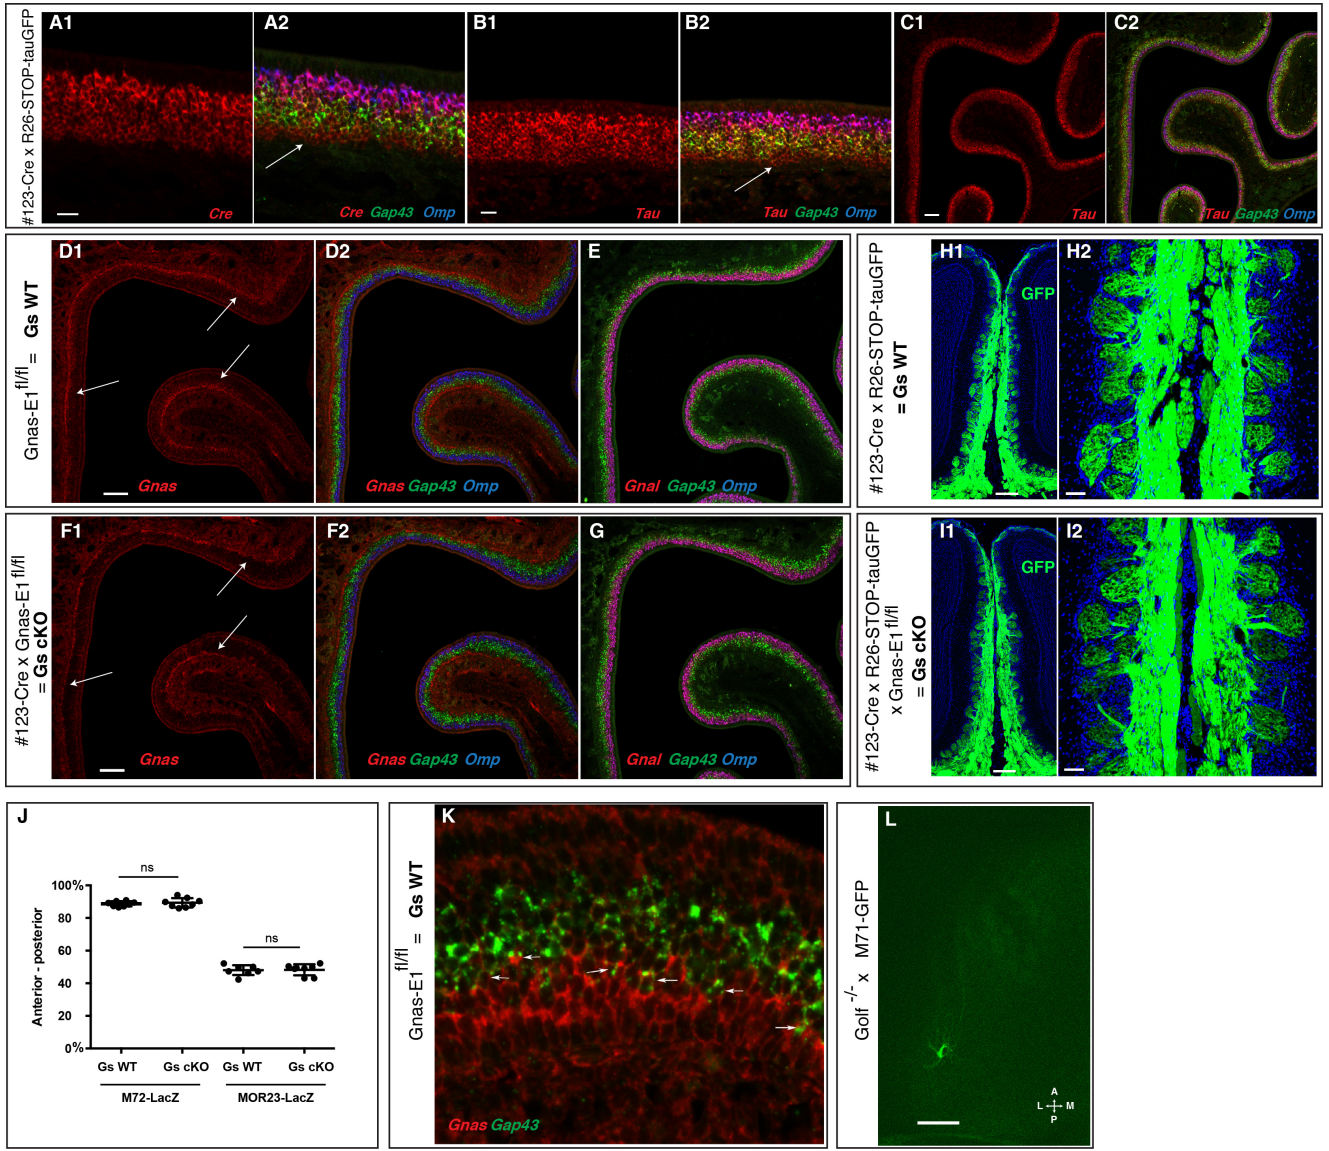 #123-Cre x R26-STOP-tauGFP
A1
Cre
A2
Cre Gap43 Omp
B1
Tau
B2
Tau Gap43 Omp
C1
Tau
C2
Tau Gap43 Omp
Gnas-E1 fl/fl = Gs WT
D1
Gnas
D2
Gnas Gap43 Omp
E
Gnal Gap43 Omp
#123-Cre x R26-STOP-tauGFP
= Gs WT
H1
GFP
H2
#123-Cre x Gnas-E1 fl/fl
= Gs cKO
F1
Gnas
F2
Gnas Gap43 Omp
G
Gnal Gap43 Omp
#123-Cre x R26-STOP-tauGFP
x Gnas-E1 fl/fl
= Gs cKO
I1
GFP
I2
J
Anterior - posterior
100%
80
60
40
20
0%
ns
ns
Gs WT Gs cKO Gs WT Gs cKO
M72-LacZ MOR23-LacZ
Gnas-E1 fl/fl = Gs WT
K
Gnas Gap43
Golf -/- x M71-GFP
L
A
L M
P